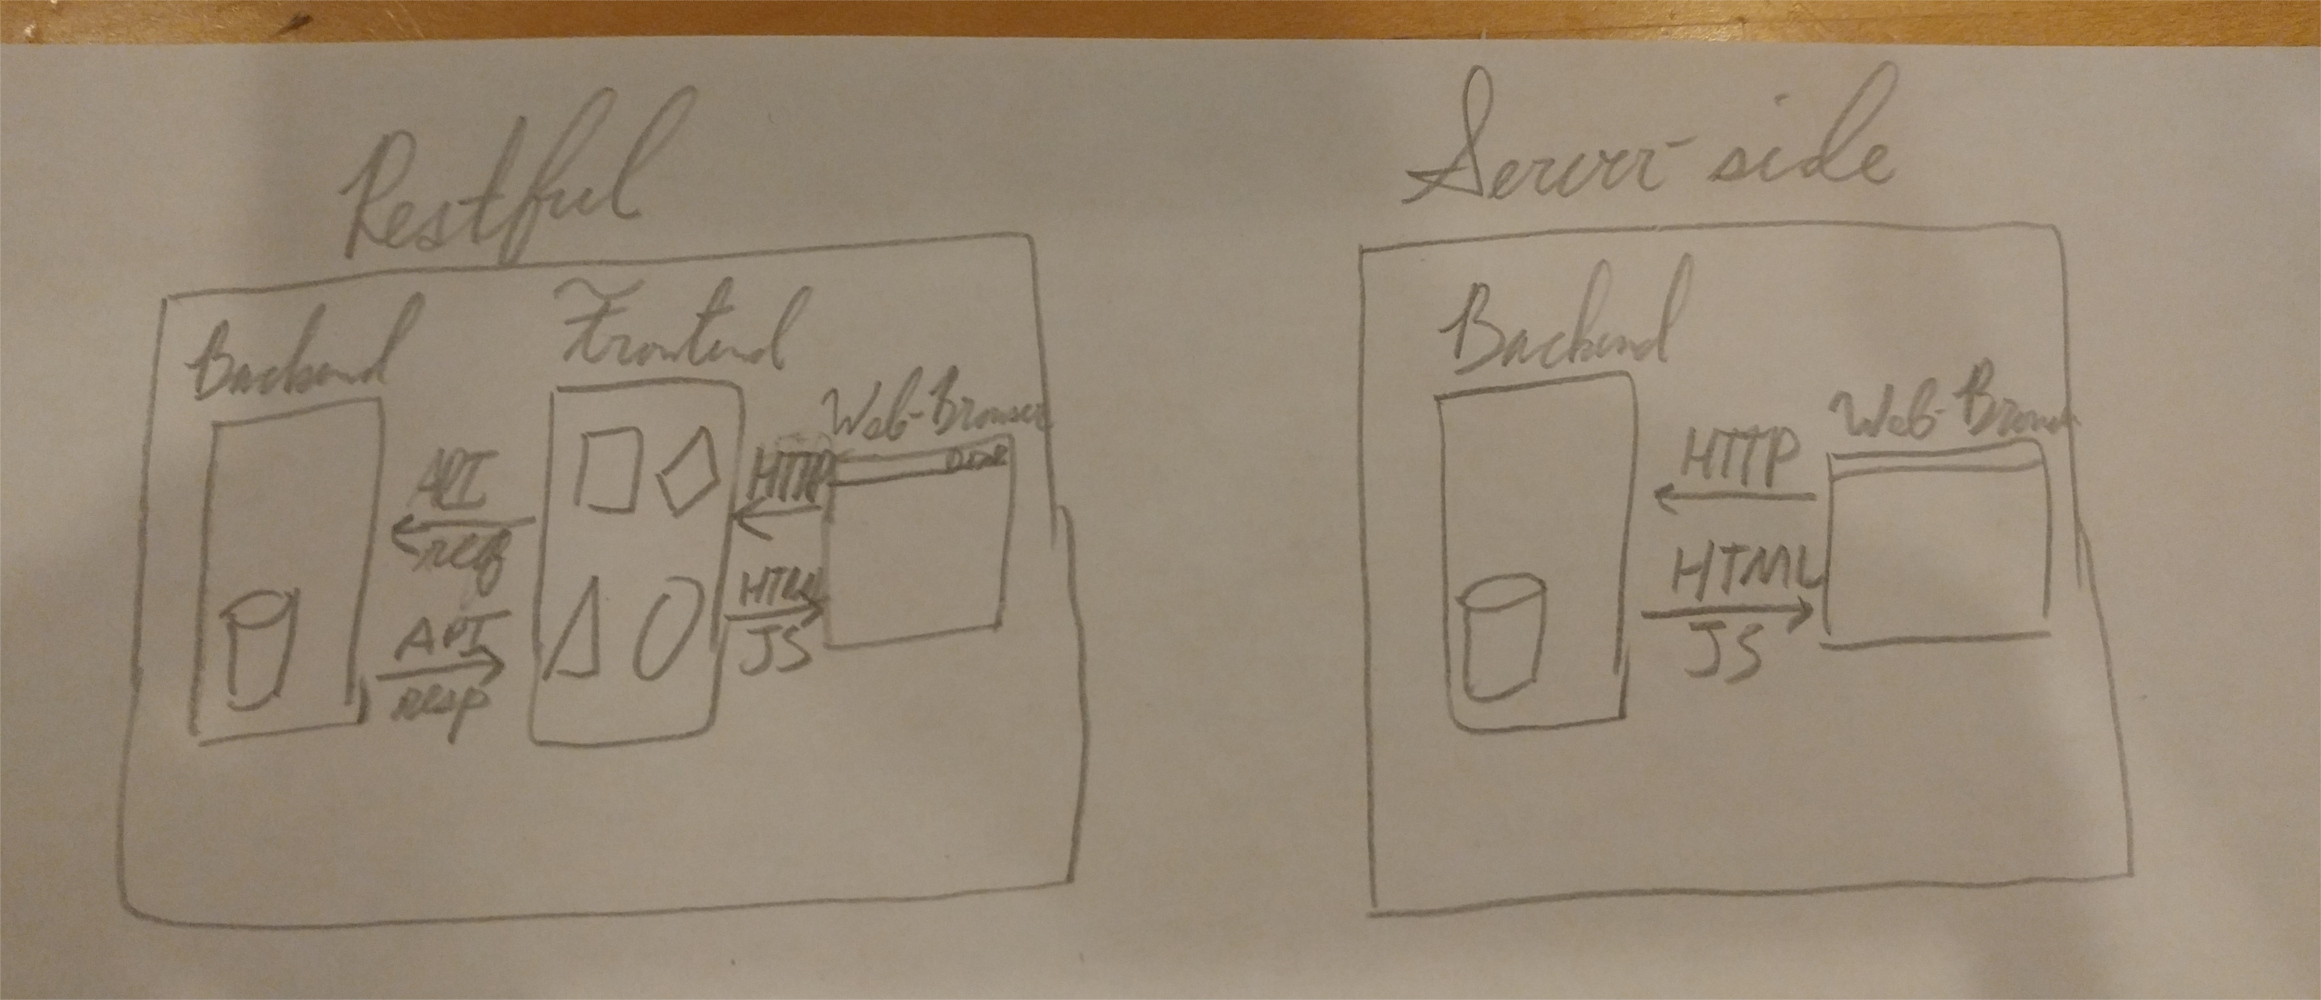 Restful
Backend
Frontend
Web-Browser
API
req
API
resp
HTTP
HTML
JS
Server-side
Backend
Web-Brow
HTTP
HTML
JS